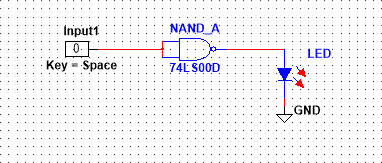 Input1
NAND_A
0
LED
Key = Space
74LS00D
GND